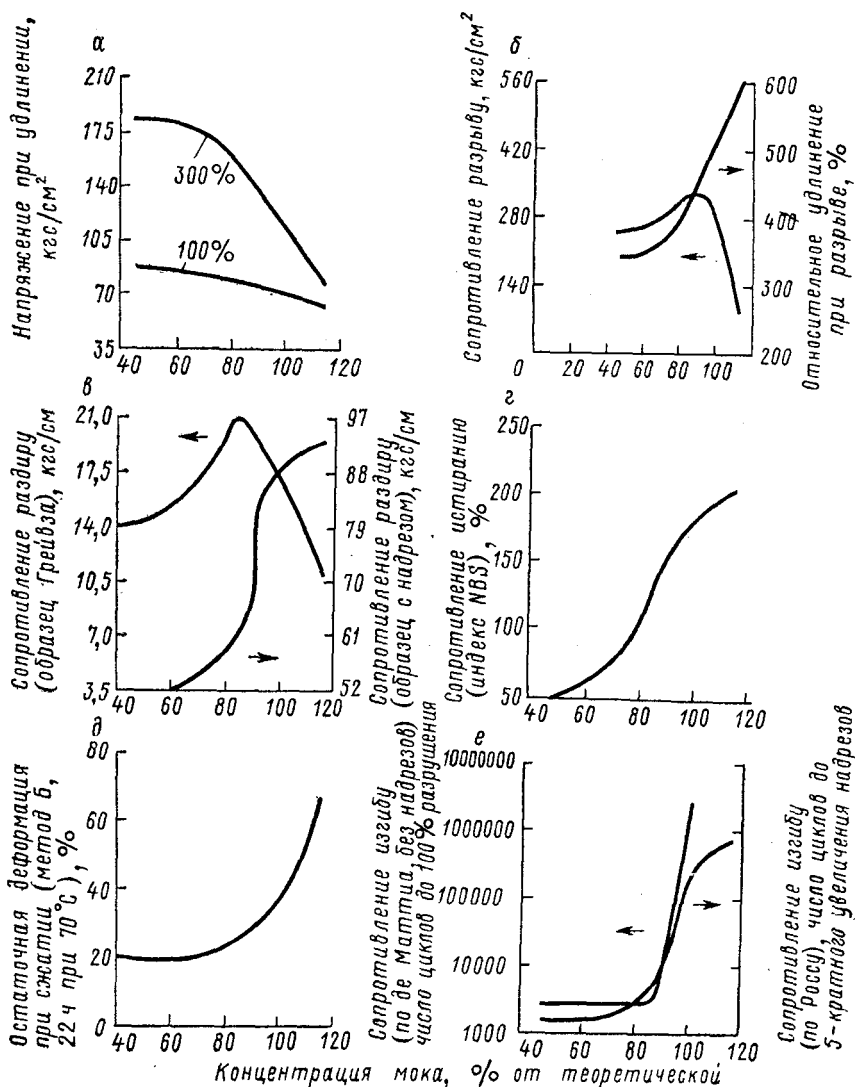 а
Напряжение при удлинении,
кгс/см²
210
175
140
105
70
35
300%
100%
40 60 80 100 120
б
Сопротивление разрыву, кгс/см²
560
420
280
140
0
20 40 60 80 100
600
500
400
300
200
Относительное удлинение
при разрыве, %
в
Сопротивление раздиру
(образец Грейвза), кгс/см
21,0
17,5
14,0
10,5
7,0
3,5
40 60 80 100 120
97
88
79
70
61
52
Сопротивление раздиру
(образец с надрезом), кгс/см
г
Сопротивление истиранию
(индекс NBS), %
250
200
150
100
50
40 60 80 100 120
д
Остаточная деформация
при сжатии (метод Б,
22 ч при 70°С), %
80
60
40
20
0
40 60 80 100 120
е
Сопротивление изгибу
(по де Маттиа, без надрезов)
число циклов до 100% разрушения
10000000
1000000
100000
10000
1000
40 60 80 100 120
Сопротивление изгибу
(по Россу), число циклов до
5-кратного увеличения надрезов
Концентрация мока, % от теоретической